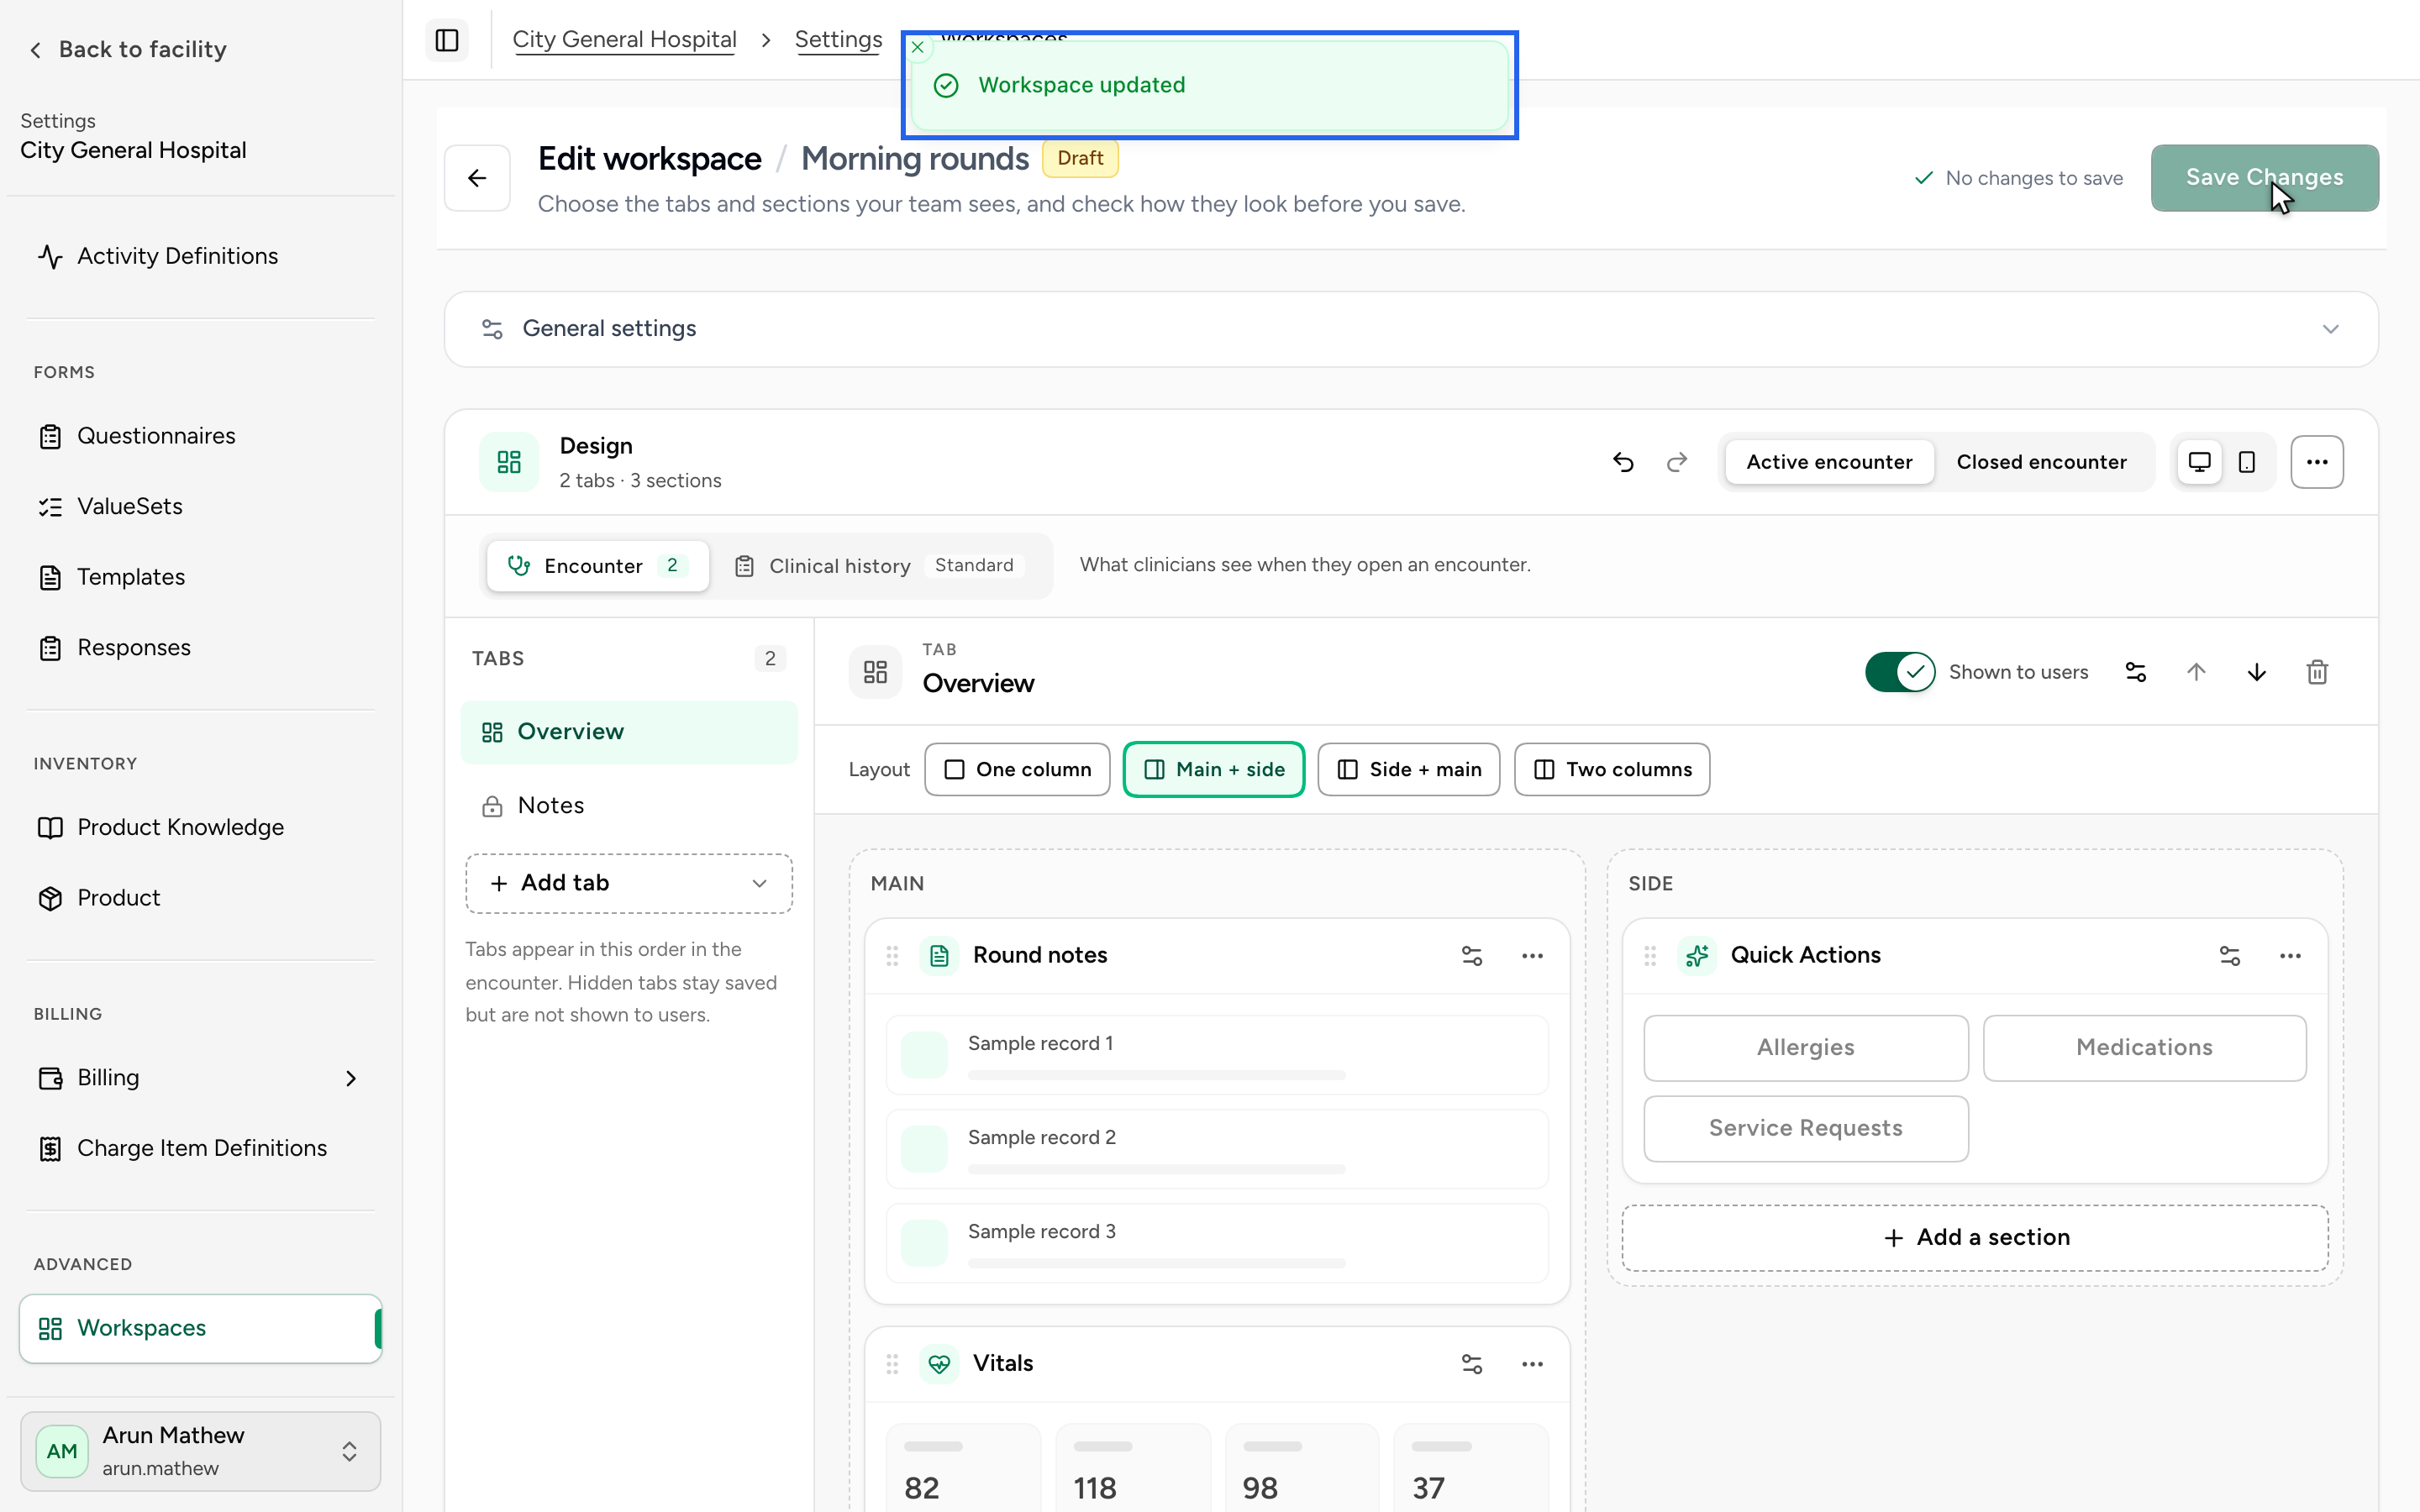 Back to facility
Settings
City General Hospital
Activity Definitions
FORMS
Questionnaires
ValueSets
Templates
Responses
INVENTORY
Product Knowledge
Product
BILLING
Billing
Charge Item Definitions
ADVANCED
Workspaces
AM
Arun Mathew
arun.mathew
City General Hospital
Settings
Workspaces
Workspace updated
Edit workspace / Morning rounds
Draft
Choose the tabs and sections your team sees, and check how they look before you save.
No changes to save
Save Changes
General settings
Design
2 tabs · 3 sections
Active encounter
Closed encounter
Encounter 2
Clinical history Standard
What clinicians see when they open an encounter.
TABS 2
Overview
Notes
Add tab
Tabs appear in this order in the
encounter. Hidden tabs stay saved
but are not shown to users.
TAB
Overview
Shown to users
Layout
One column
Main + side
Side + main
Two columns
MAIN
Round notes
Sample record 1
Sample record 2
Sample record 3
Vitals
82 118 98 37
SIDE
Quick Actions
Allergies
Medications
Service Requests
Add a section